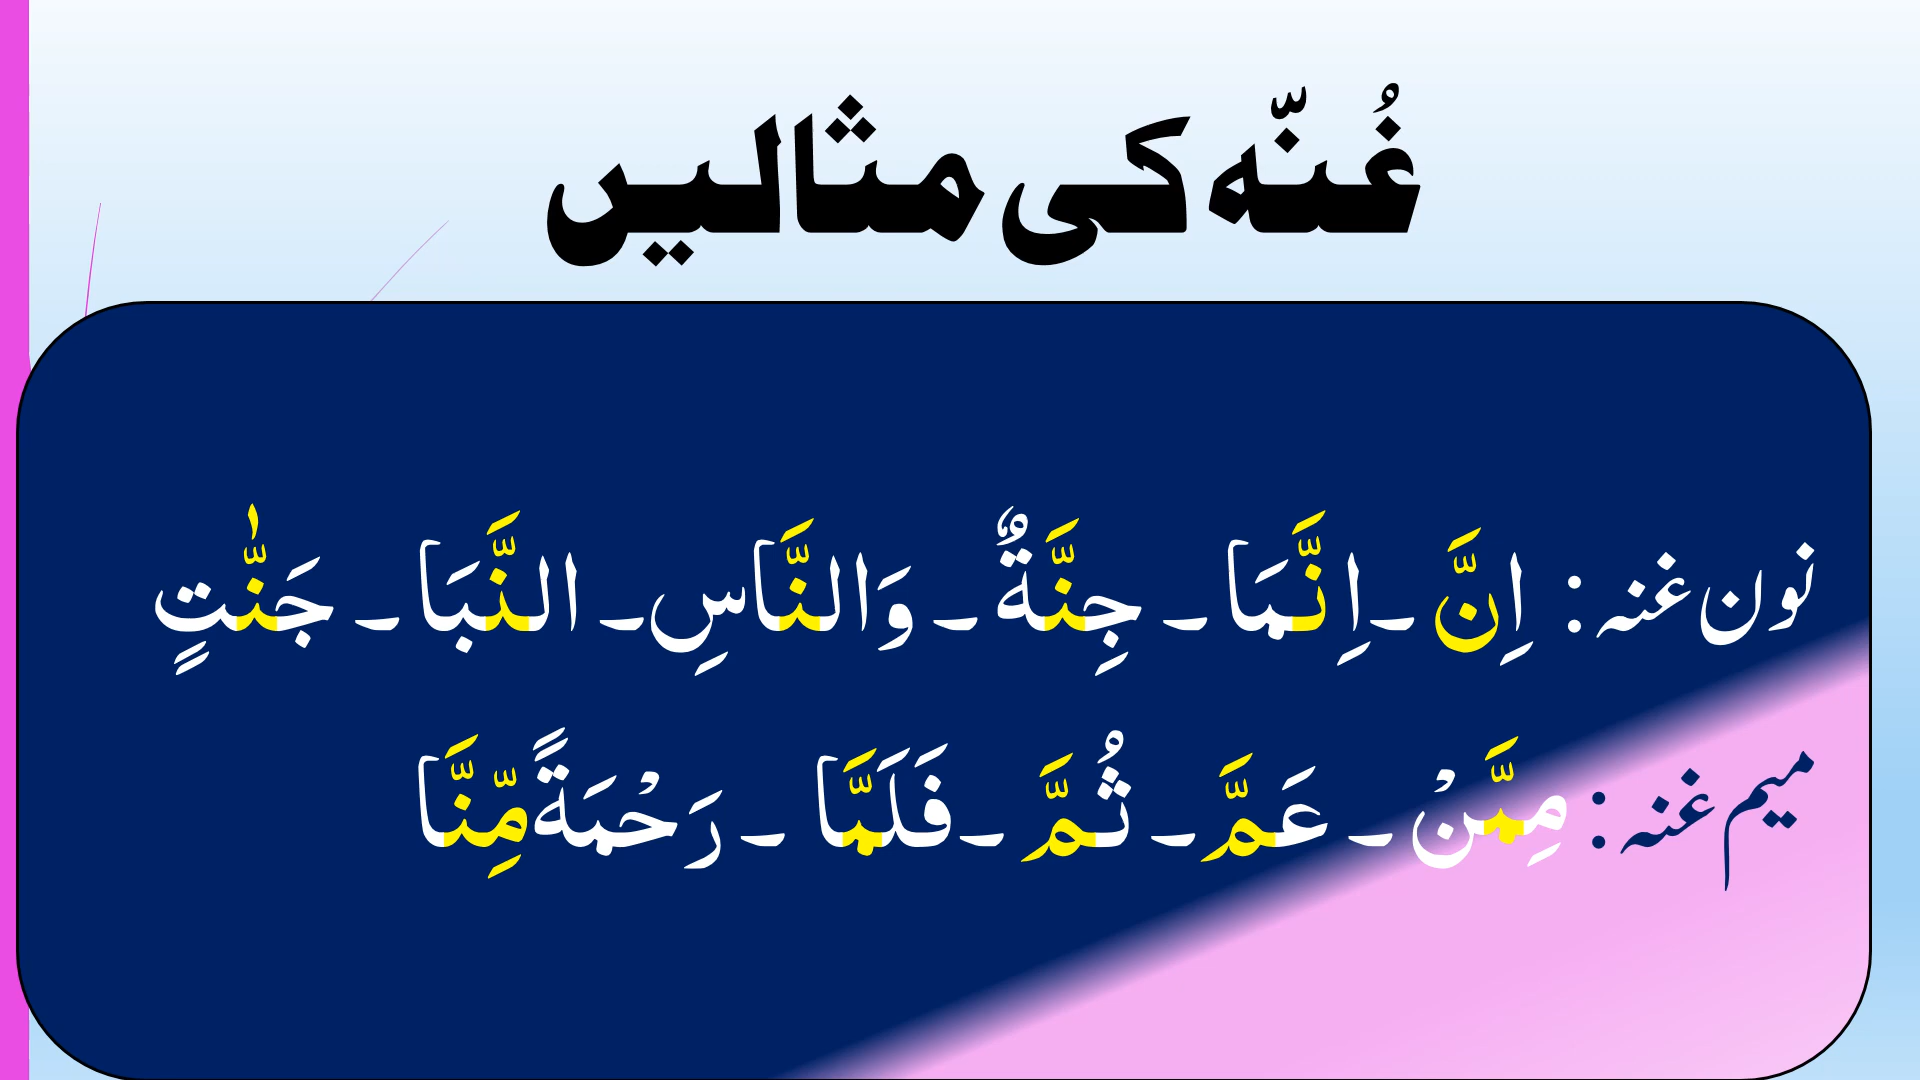 غُنّہ کی مثالیں
نون غنہ: اِنَّ ۔ اِنَّمَا ۔ جِنَّةٌ ۔ وَالنَّاسِ ۔ النَّبَا ۔ جَنّٰتٍ
میم غنہ: مِمَّنْ ۔ عَمَّ ۔ ثُمَّ ۔ فَلَمَّا ۔ رَحْمَةً مِّنَّا